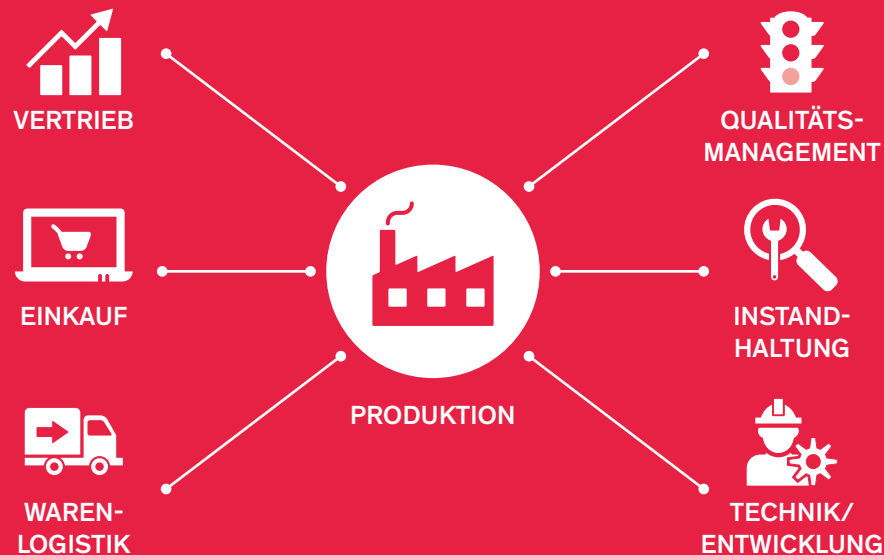 VERTRIEB
EINKAUF
WAREN-
LOGISTIK
PRODUKTION
QUALITÄTS-
MANAGEMENT
INSTAND-
HALTUNG
TECHNIK/
ENTWICKLUNG